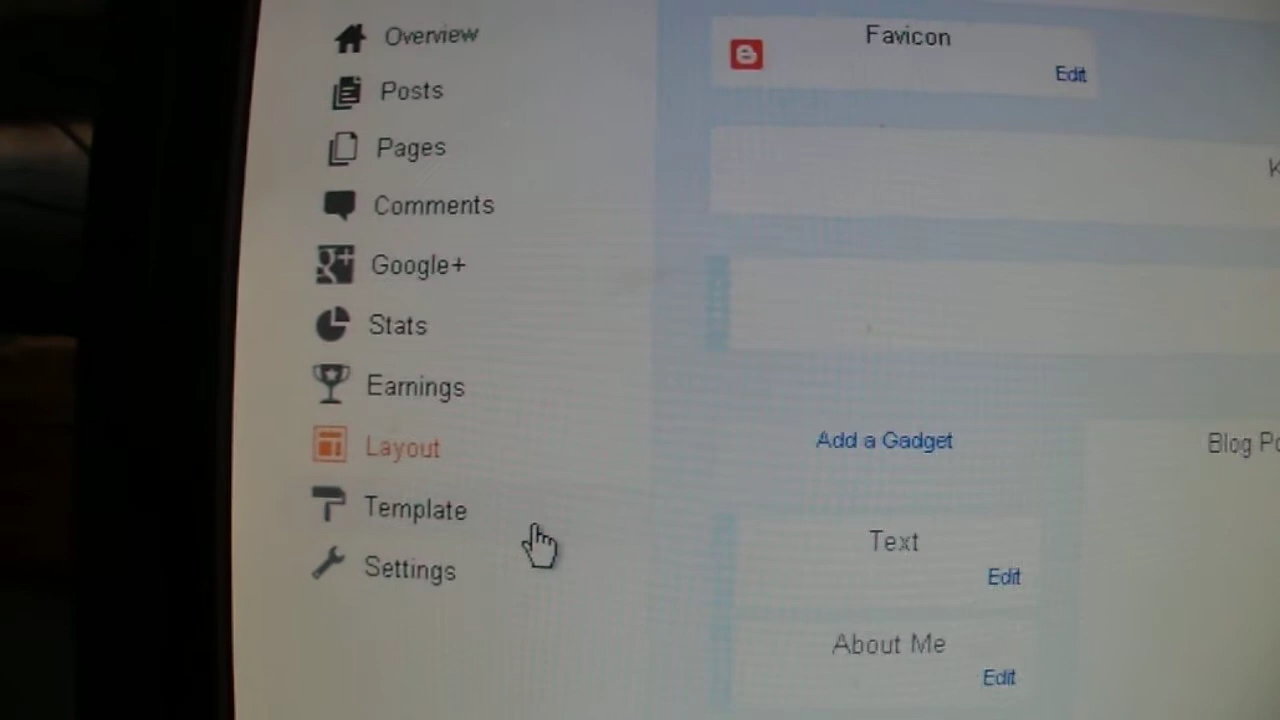 Overview
Posts
Pages
Comments
Google+
Stats
Earnings
Layout
Template
Settings
Favicon
Edit
Add a Gadget
Text
Edit
About Me
Edit
Blog